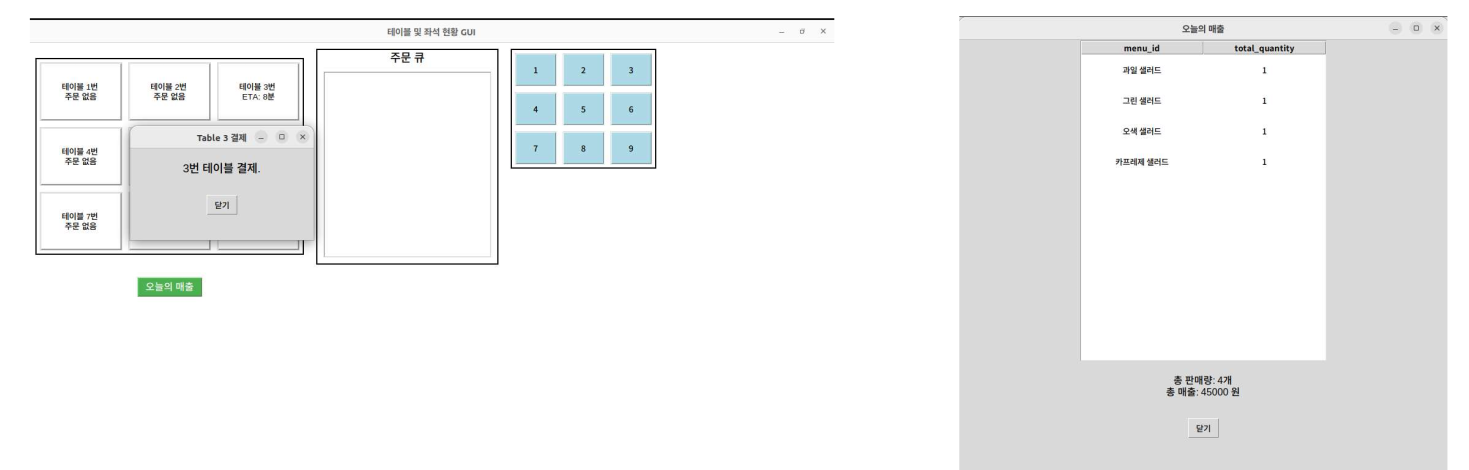 테이블 및 좌석 현황 GUI
테이블 1번
주문 없음
테이블 2번
주문 없음
테이블 3번
ETA: 8분
테이블 4번
주문 없음
테이블 7번
주문 없음
Table 3 결제
3번 테이블 결제.
닫기
오늘의 매출
주문 큐
1 2 3
4 5 6
7 8 9
오늘의 매출
menu_id total_quantity
과일 샐러드 1
그린 샐러드 1
오색 샐러드 1
카프레제 샐러드 1
총 판매량: 4개
총 매출: 45000 원
닫기